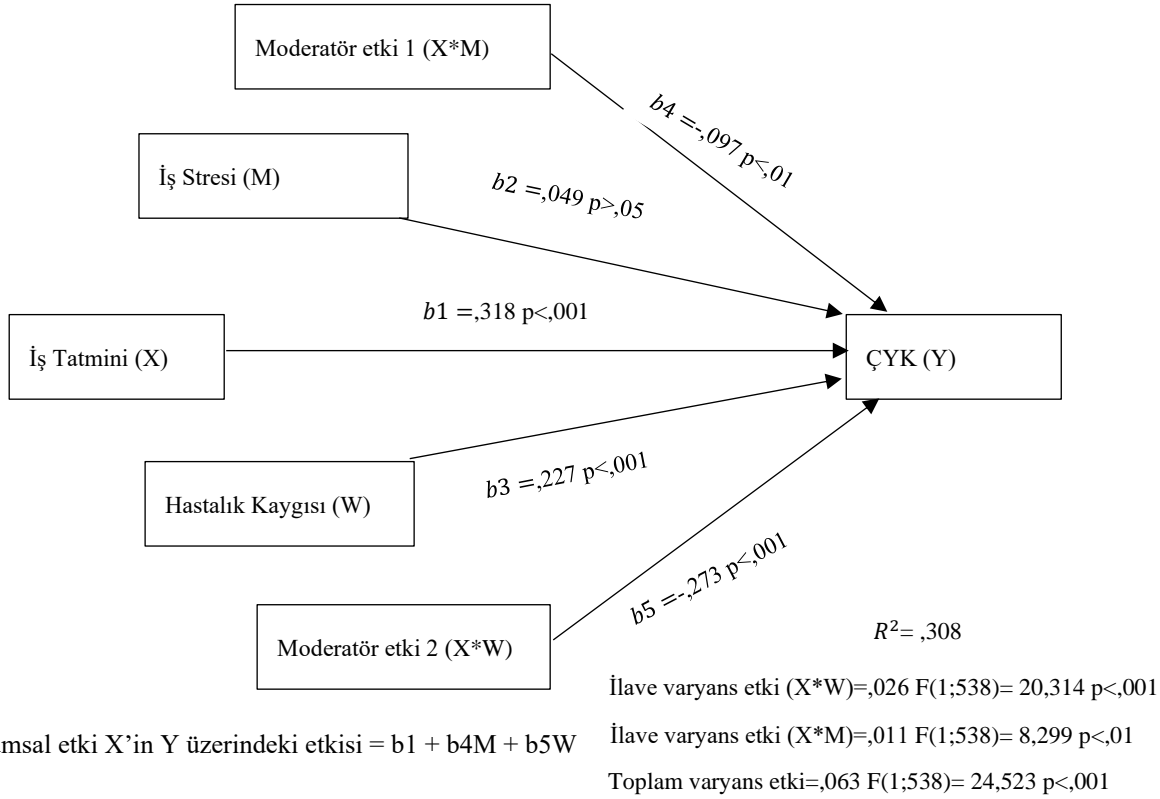 Moderatör etki 1 (X*M)
b4 =-,097 p<,01
İş Stresi (M)
b2 =,049 p>,05
b1 =,318 p<,001
İş Tatmini (X)
ÇYK (Y)
Hastalık Kaygısı (W)
b3 =,227 p<,001
b5 =-,273 p<,001
Moderatör etki 2 (X*W)
R²= ,308
İlave varyans etki (X*W)=,026 F(1;538)= 20,314 p<,001
etki X’in Y üzerindeki etkisi = b1 + b4M + b5W
İlave varyans etki (X*M)=,011 F(1;538)= 8,299 p<,01
Toplam varyans etki=,063 F(1;538)= 24,523 p<,001